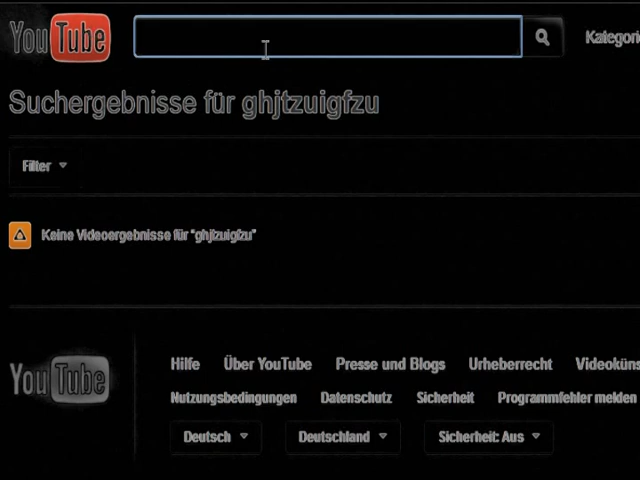 YouTube Kategori
Suchergebnisse für ghjtzuigfzu
Filter
Keine Videoergebnisse für "ghjtzuigfzu"
YouTube
Hilfe Über YouTube Presse und Blogs Urheberrecht Videoküns
Nutzungsbedingungen Datenschutz Sicherheit Programmfehler melden
Deutsch Deutschland Sicherheit: Aus